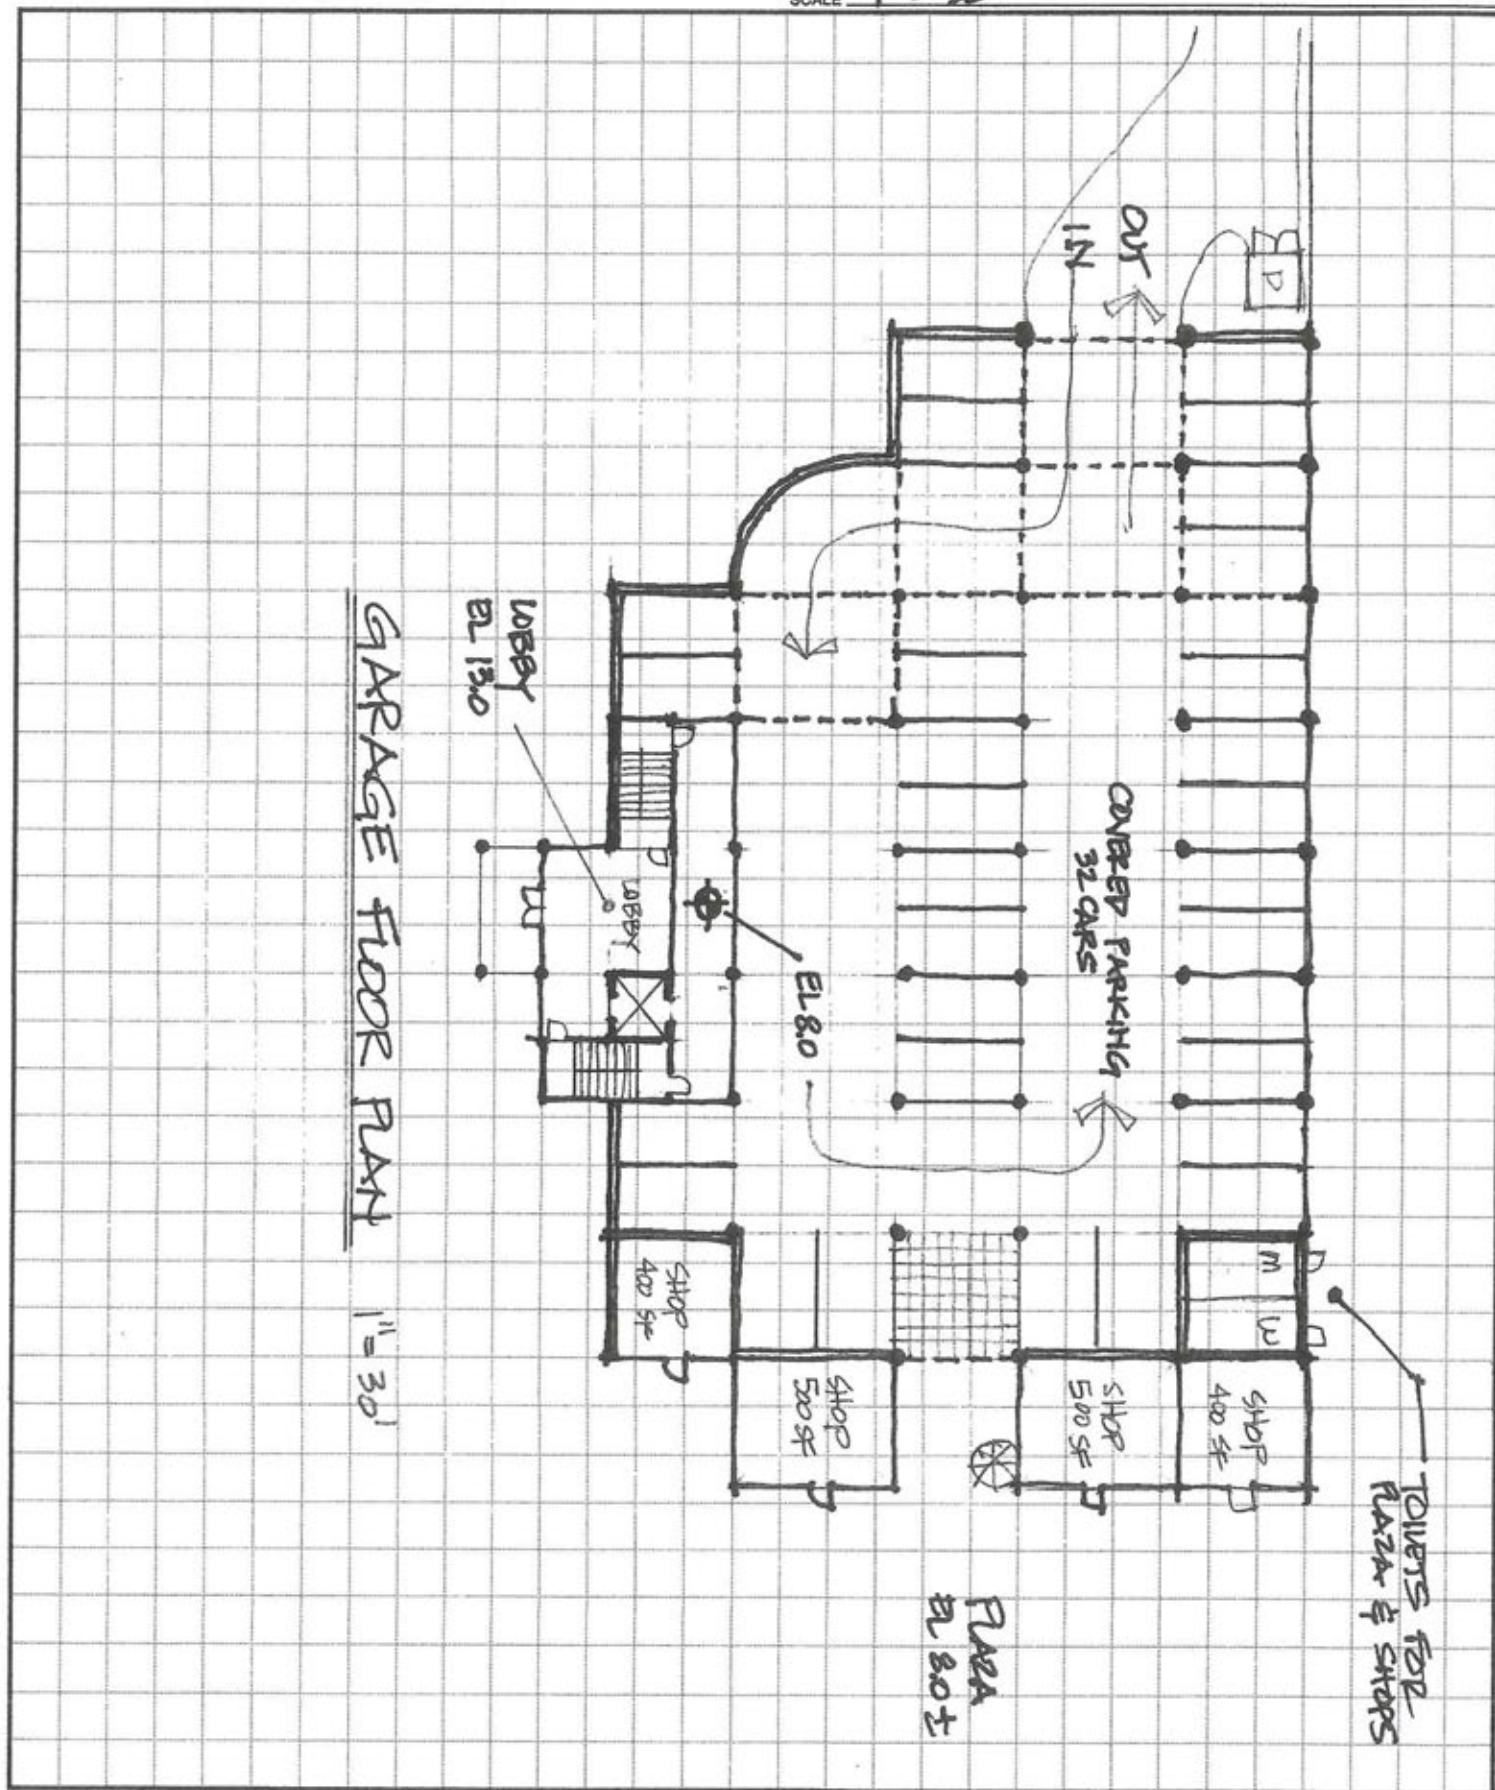 SCALE
OUT
IN
P
COVERED PARKING
32 CARS
EL 8.0
LOBBY
EL 13.0
LOBBY
M
W
SHOP
400 SF
SHOP
500 SF
SHOP
500 SF
SHOP
400 SF
TOILETS FOR
PLAZA & SHOPS
PLAZA
EL 8.0±
GARAGE FLOOR PLAN 1" = 30'